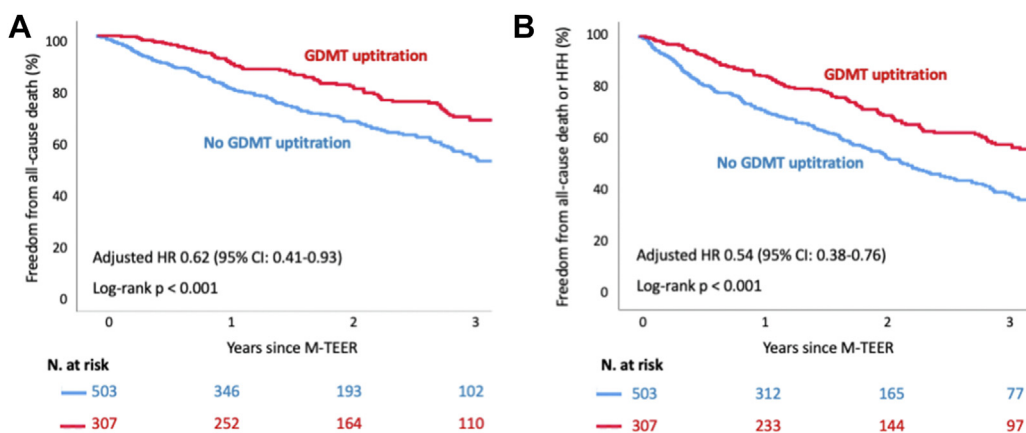 A
Freedom from all-cause death (%)
100
80
60
40
20
0
GDMT uptitration
No GDMT uptitration
Adjusted HR 0.62 (95% CI: 0.41-0.93)
Log-rank p < 0.001
0 1 2 3
Years since M-TEER
N. at risk
503 346 193 102
307 252 164 110
B
Freedom from all-cause death or HFH (%)
100
80
60
40
20
0
GDMT uptitration
No GDMT uptitration
Adjusted HR 0.54 (95% CI: 0.38-0.76)
Log-rank p < 0.001
0 1 2 3
Years since M-TEER
N. at risk
503 312 165 77
307 233 144 97